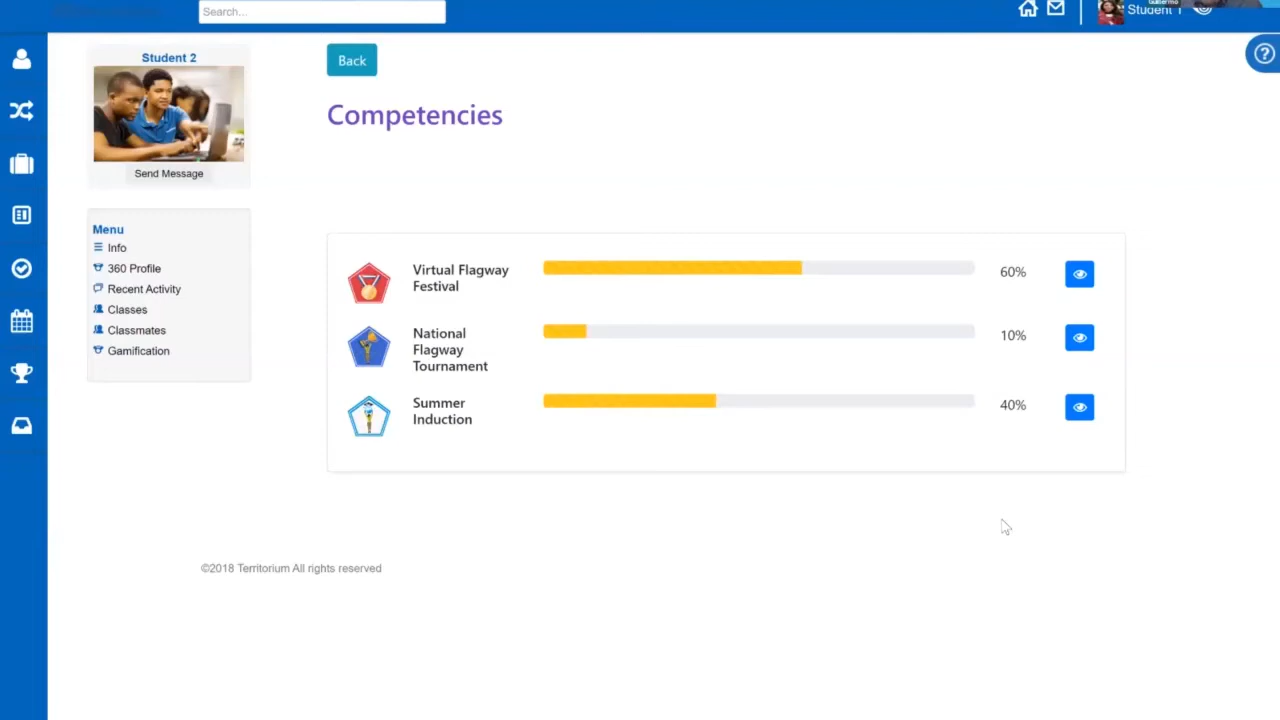 Search...
Guillermo
Student 1
Student 2
Send Message
Menu
Info
360 Profile
Recent Activity
Classes
Classmates
Gamification
Back
Competencies
Virtual Flagway
Festival
60%
National
Flagway
Tournament
10%
Summer
Induction
40%
©2018 Territorium All rights reserved